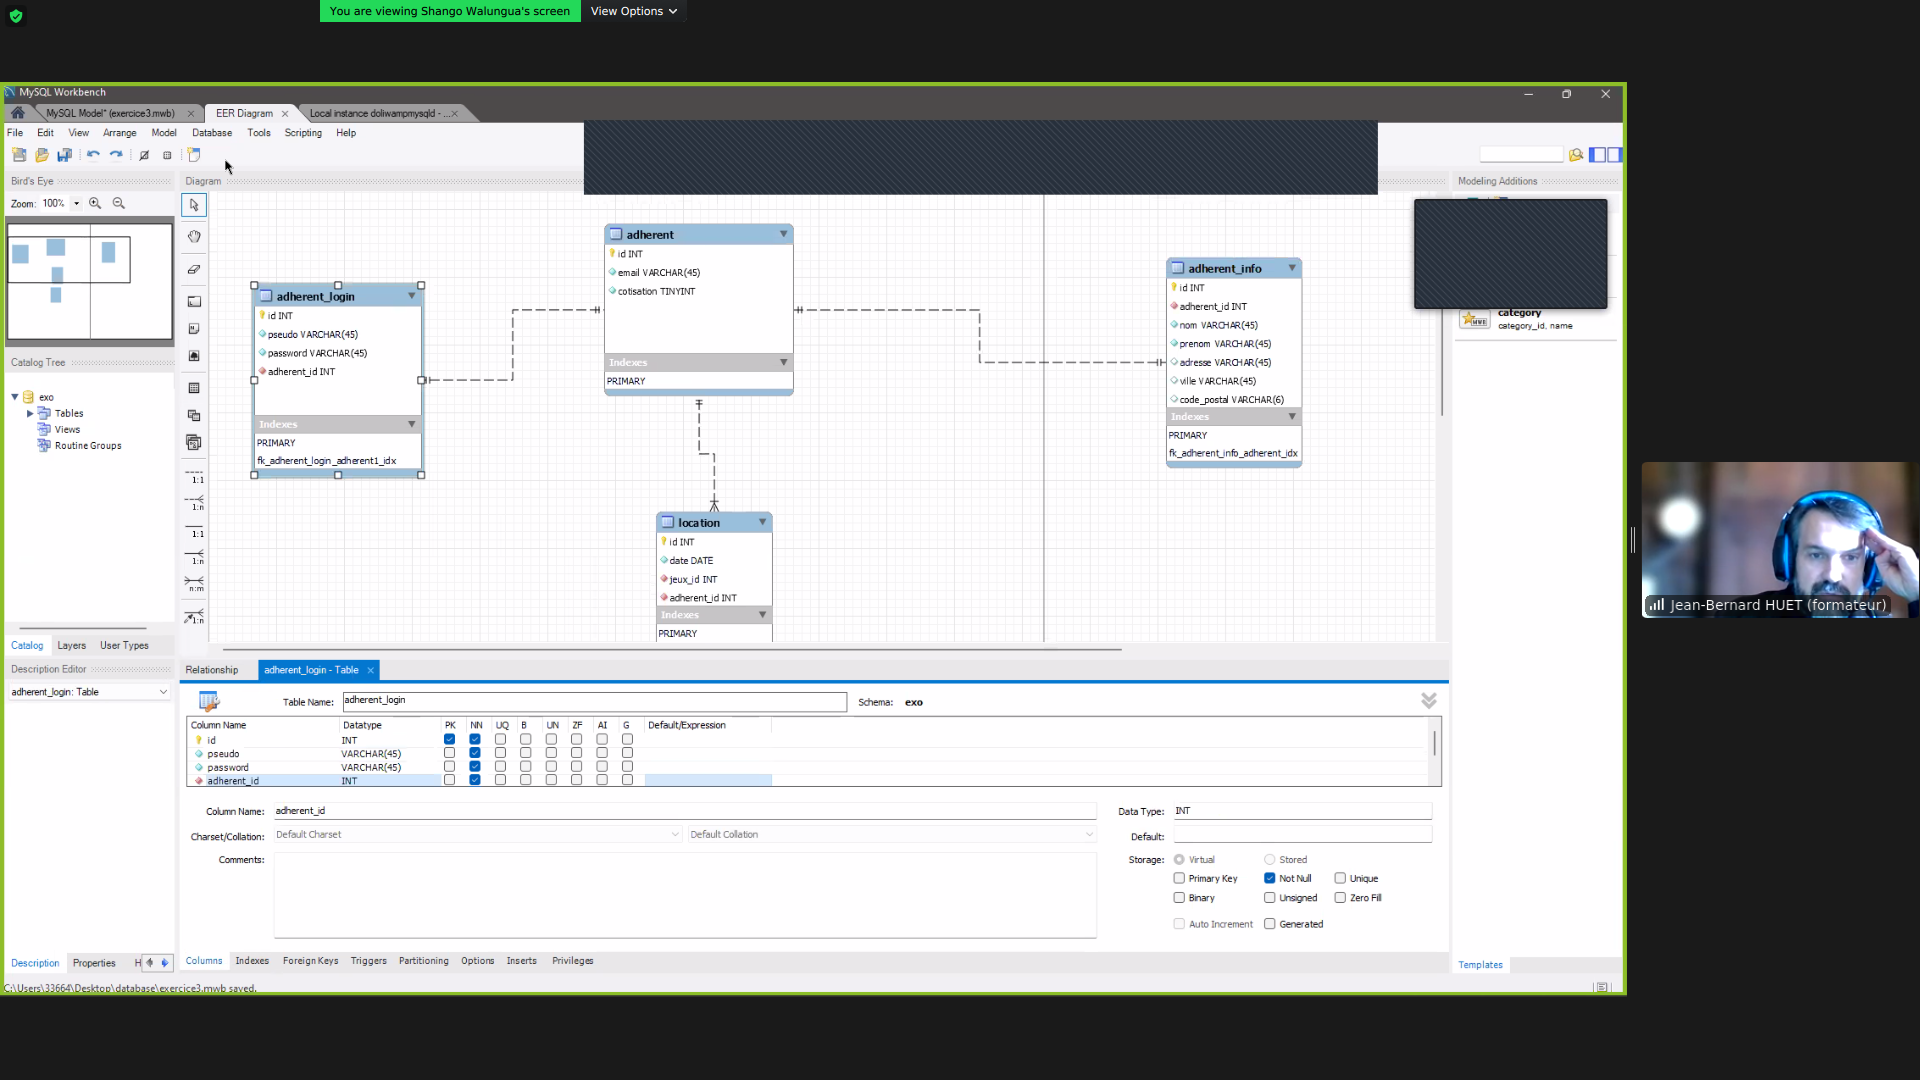 You are viewing Shango Walungua's screen
View Options
MySQL Workbench
MySQL Model* (exercice3.mwb)
EER Diagram
Local instance doliwampmysqld - ...
File Edit View Arrange Model Database Tools Scripting Help
Bird's Eye
Diagram
Modeling Additions
Zoom: 100%
adherent
id INT
email VARCHAR(45)
cotisation TINYINT
Indexes
PRIMARY
adherent_login
id INT
pseudo VARCHAR(45)
password VARCHAR(45)
adherent_id INT
Indexes
PRIMARY
fk_adherent_login_adherent1_idx
adherent_info
id INT
adherent_id INT
nom VARCHAR(45)
prenom VARCHAR(45)
adresse VARCHAR(45)
ville VARCHAR(45)
code_postal VARCHAR(6)
Indexes
PRIMARY
fk_adherent_info_adherent_idx
category
category_id, name
location
id INT
date DATE
jeux_id INT
adherent_id INT
Indexes
PRIMARY
Catalog Tree
exo
Tables
Views
Routine Groups
1:1
1:n
1:1
1:n
n:m
1:n
Catalog Layers User Types
Description Editor
adherent_login: Table
Relationship
adherent_login - Table
Table Name: adherent_login
Schema: exo
Column Name Datatype PK NN UQ B UN ZF AI G Default/Expression
id INT
pseudo VARCHAR(45)
password VARCHAR(45)
adherent_id INT
Column Name: adherent_id
Data Type: INT
Charset/Collation: Default Charset Default Collation
Default:
Comments:
Storage: Virtual Stored
Primary Key Not Null Unique
Binary Unsigned Zero Fill
Auto Increment Generated
Description Properties H
Columns Indexes Foreign Keys Triggers Partitioning Options Inserts Privileges
Templates
C:\Users\33664\Desktop\database\exercice3.mwb saved.
Jean-Bernard HUET (formateur)